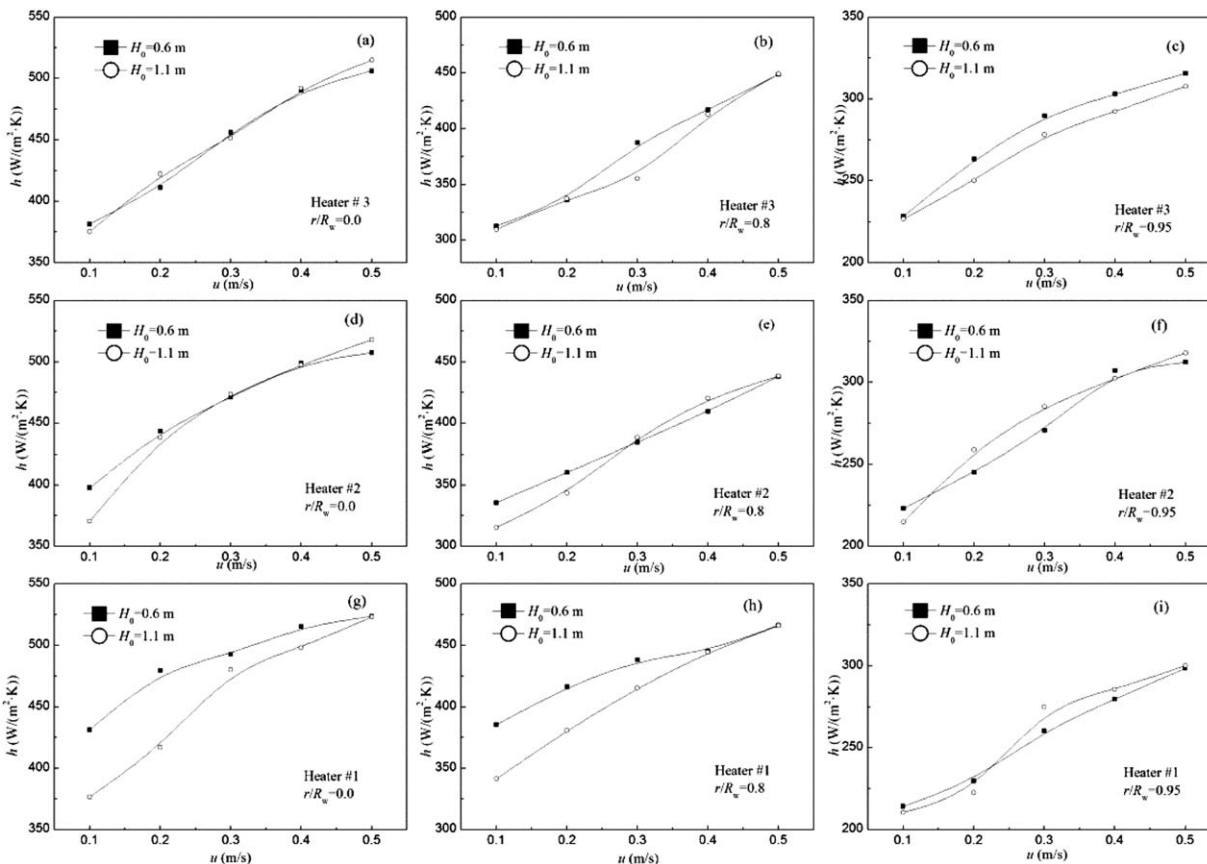 550
500
450
400
350
h (W/(m²·K))
H₀=0.6 m
H₀=1.1 m
(a)
Heater # 3
r/R_w=0.0
0.1 0.2 0.3 0.4 0.5
u (m/s)
500
450
400
350
300
h (W/(m²·K))
H₀=0.6 m
H₀=1.1 m
(b)
Heater #3
r/R_w=0.8
0.1 0.2 0.3 0.4 0.5
u (m/s)
350
300
250
200
h (W/(m²·K))
H₀=0.6 m
H₀=1.1 m
(c)
Heater #3
r/R_w=0.95
0.1 0.2 0.3 0.4 0.5
u (m/s)
550
500
450
400
350
h (W/(m²·K))
H₀=0.6 m
H₀=1.1 m
(d)
Heater #2
r/R_w=0.0
0.1 0.2 0.3 0.4 0.5
u (m/s)
500
450
400
350
300
h (W/(m²·K))
H₀=0.6 m
H₀=1.1 m
(e)
Heater #2
r/R_w=0.8
0.1 0.2 0.3 0.4 0.5
u (m/s)
350
300
250
200
h (W/(m²·K))
H₀=0.6 m
H₀=1.1 m
(f)
Heater #2
r/R_w=0.95
0.1 0.2 0.3 0.4 0.5
u (m/s)
550
500
450
400
350
h (W/(m²·K))
H₀=0.6 m
H₀=1.1 m
(g)
Heater #1
r/R_w=0.0
0.1 0.2 0.3 0.4 0.5
u (m/s)
500
450
400
350
300
h (W/(m²·K))
H₀=0.6 m
H₀=1.1 m
(h)
Heater #1
r/R_w=0.8
0.1 0.2 0.3 0.4 0.5
u (m/s)
350
300
250
200
h (W/(m²·K))
H₀=0.6 m
H₀=1.1 m
(i)
Heater #1
r/R_w=0.95
0.1 0.2 0.3 0.4 0.5
u (m/s)